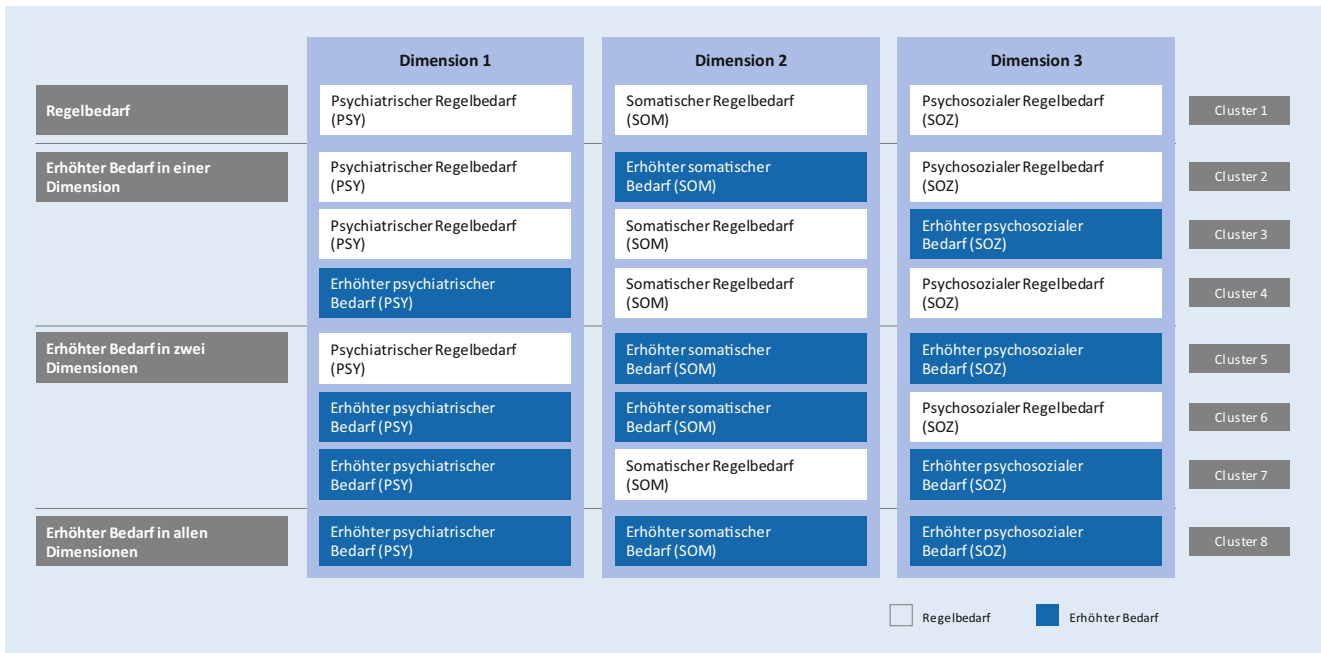 Dimension 1
Dimension 2
Dimension 3
Regelbedarf
Psychiatrischer Regelbedarf
(PSY)
Somatischer Regelbedarf
(SOM)
Psychosozialer Regelbedarf
(SOZ)
Cluster 1
Erhöhter Bedarf in einer
Dimension
Psychiatrischer Regelbedarf
(PSY)
Erhöhter somatischer
Bedarf (SOM)
Psychosozialer Regelbedarf
(SOZ)
Cluster 2
Psychiatrischer Regelbedarf
(PSY)
Somatischer Regelbedarf
(SOM)
Erhöhter psychosozialer
Bedarf (SOZ)
Cluster 3
Erhöhter psychiatrischer
Bedarf (PSY)
Somatischer Regelbedarf
(SOM)
Psychosozialer Regelbedarf
(SOZ)
Cluster 4
Erhöhter Bedarf in zwei
Dimensionen
Psychiatrischer Regelbedarf
(PSY)
Erhöhter somatischer
Bedarf (SOM)
Erhöhter psychosozialer
Bedarf (SOZ)
Cluster 5
Erhöhter psychiatrischer
Bedarf (PSY)
Erhöhter somatischer
Bedarf (SOM)
Psychosozialer Regelbedarf
(SOZ)
Cluster 6
Erhöhter psychiatrischer
Bedarf (PSY)
Somatischer Regelbedarf
(SOM)
Erhöhter psychosozialer
Bedarf (SOZ)
Cluster 7
Erhöhter Bedarf in allen
Dimensionen
Erhöhter psychiatrischer
Bedarf (PSY)
Erhöhter somatischer
Bedarf (SOM)
Erhöhter psychosozialer
Bedarf (SOZ)
Cluster 8
Regelbedarf
Erhöhter Bedarf